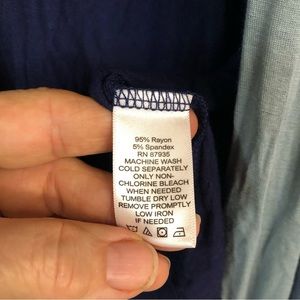 95% Rayon
5% Spandex
RN 87935
MACHINE WASH
COLD SEPARATELY
ONLY NON-
CHLORINE BLEACH
WHEN NEEDED
TUMBLE DRY LOW
REMOVE PROMPTLY
LOW IRON
IF NEEDED